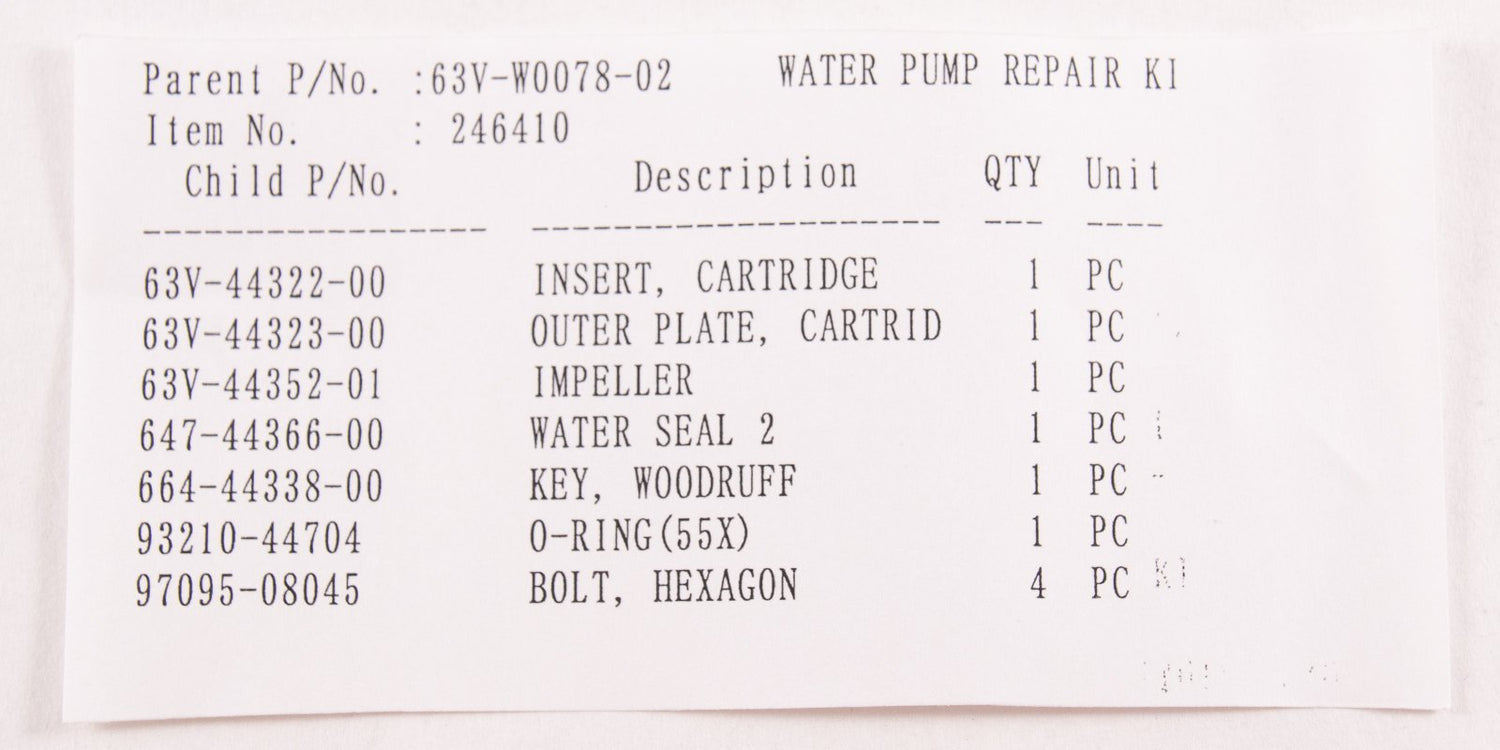 Parent P/No. :63V-W0078-02 WATER PUMP REPAIR KI
Item No. : 246410
Child P/No. Description QTY Unit
----------------- -------------------- --- ----
63V-44322-00 INSERT, CARTRIDGE 1 PC
63V-44323-00 OUTER PLATE, CARTRID 1 PC
63V-44352-01 IMPELLER 1 PC
647-44366-00 WATER SEAL 2 1 PC
664-44338-00 KEY, WOODRUFF 1 PC
93210-44704 O-RING(55X) 1 PC
97095-08045 BOLT, HEXAGON 4 PC